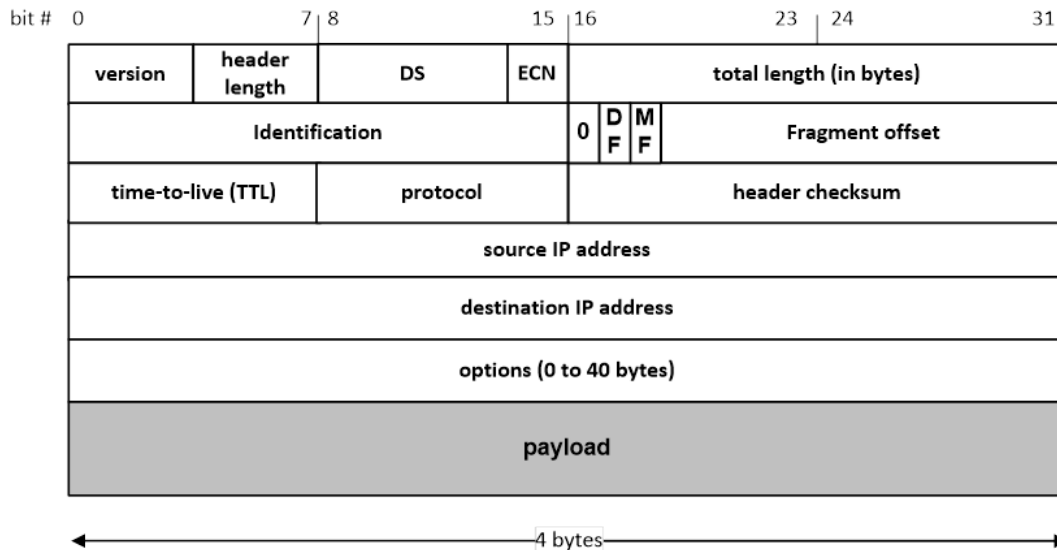 bit # 0 7 8 15 16 23 24 31
version header length DS ECN total length (in bytes)
Identification 0 DF MF Fragment offset
time-to-live (TTL) protocol header checksum
source IP address
destination IP address
options (0 to 40 bytes)
payload
4 bytes